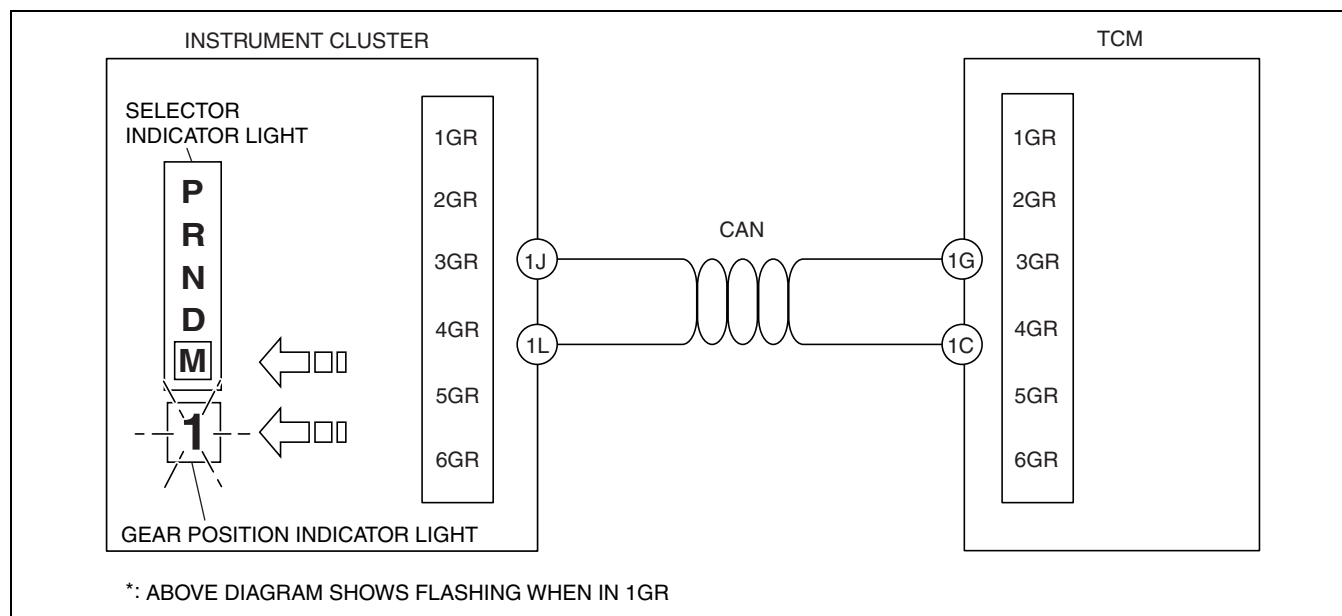 INSTRUMENT CLUSTER
TCM
SELECTOR
INDICATOR LIGHT
P
R
N
D
M
1
GEAR POSITION INDICATOR LIGHT
1GR
2GR
3GR
4GR
5GR
6GR
1J
1L
CAN
1G
1C
1GR
2GR
3GR
4GR
5GR
6GR
*: ABOVE DIAGRAM SHOWS FLASHING WHEN IN 1GR